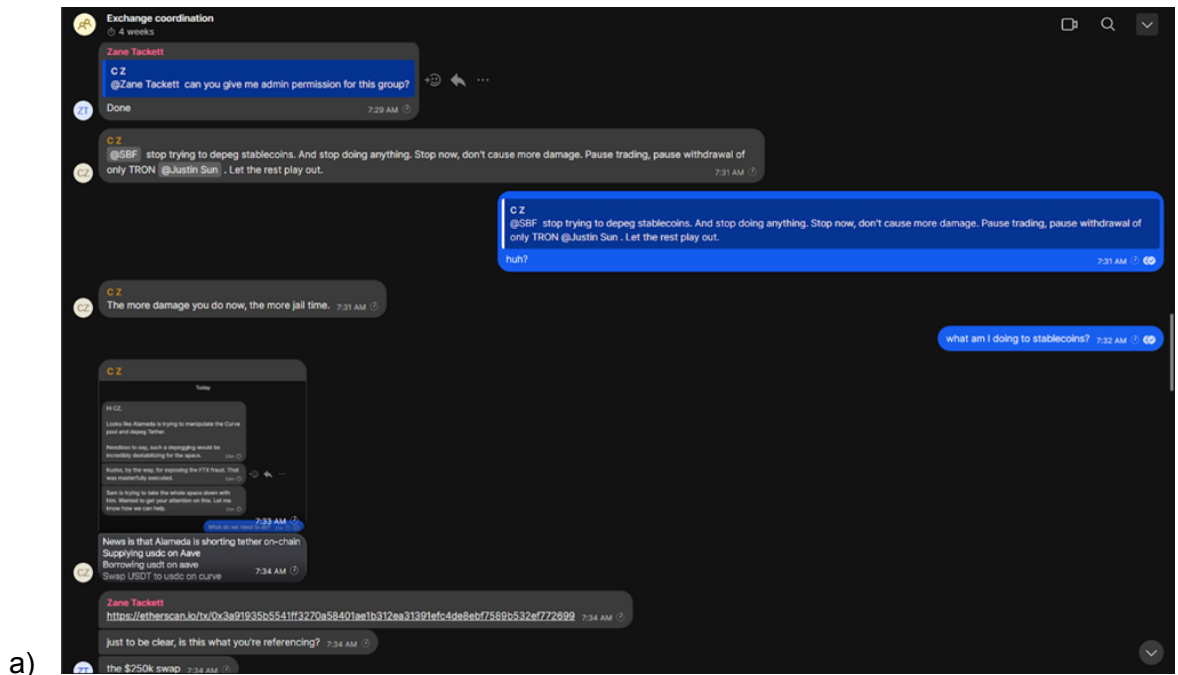 Exchange coordination
4 weeks
Zane Tackett
C Z
@Zane Tackett can you give me admin permission for this group?
ZT
Done
7:29 AM
C Z
@SBF stop trying to depeg stablecoins. And stop doing anything. Stop now, don't cause more damage. Pause trading, pause withdrawal of
CZ
only TRON @Justin Sun . Let the rest play out.
7:31 AM
C Z
@SBF stop trying to depeg stablecoins. And stop doing anything. Stop now, don't cause more damage. Pause trading, pause withdrawal of
only TRON @Justin Sun . Let the rest play out.
huh?
7:31 AM
C Z
CZ
The more damage you do now, the more jail time. 7:31 AM
what am I doing to stablecoins? 7:32 AM
C Z
Today
Hi CZ,
Looks like Alameda is trying to manipulate the Curve
pool and depeg Tether.
Needless to say, such a depegging would be
incredibly destabilizing for the space.
Kudos, by the way, for exposing the FTX fraud. That
was masterfully executed.
Sam is trying to take the whole space down with
him. Wanted to get your attention on this. Let me
know how we can help.
What do we need to do?
7:33 AM
News is that Alameda is shorting tether on-chain
Supplying usdc on Aave
Borrowing usdt on aave
CZ
Swap USDT to usdc on curve
7:34 AM
Zane Tackett
https://etherscan.io/tx/0x3a91935b5541ff3270a58401ae1b312ea31391efc4de8ebf7589b532ef772699 7:34 AM
just to be clear, is this what you're referencing? 7:34 AM
ZT
the $250k swap 7:34 AM
a)